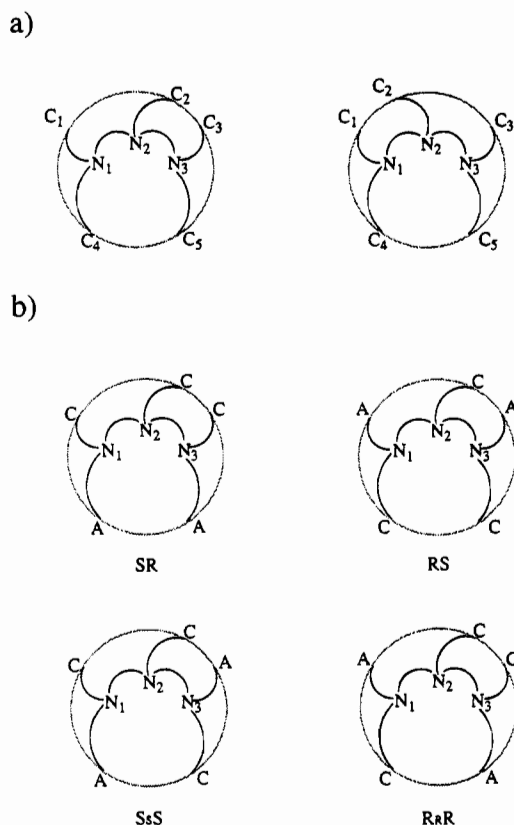 a)
C₂ C₂
C₁ C₃ C₁ C₃
N₁ N₂ N₃ N₁ N₂ N₃
C₄ C₅ C₄ C₅
b)
C C
C C A A
N₁ N₂ N₃ N₁ N₂ N₃
A A C C
SR RS
C C
C A A C
N₁ N₂ N₃ N₁ N₂ N₃
A C C A
SsS RRR